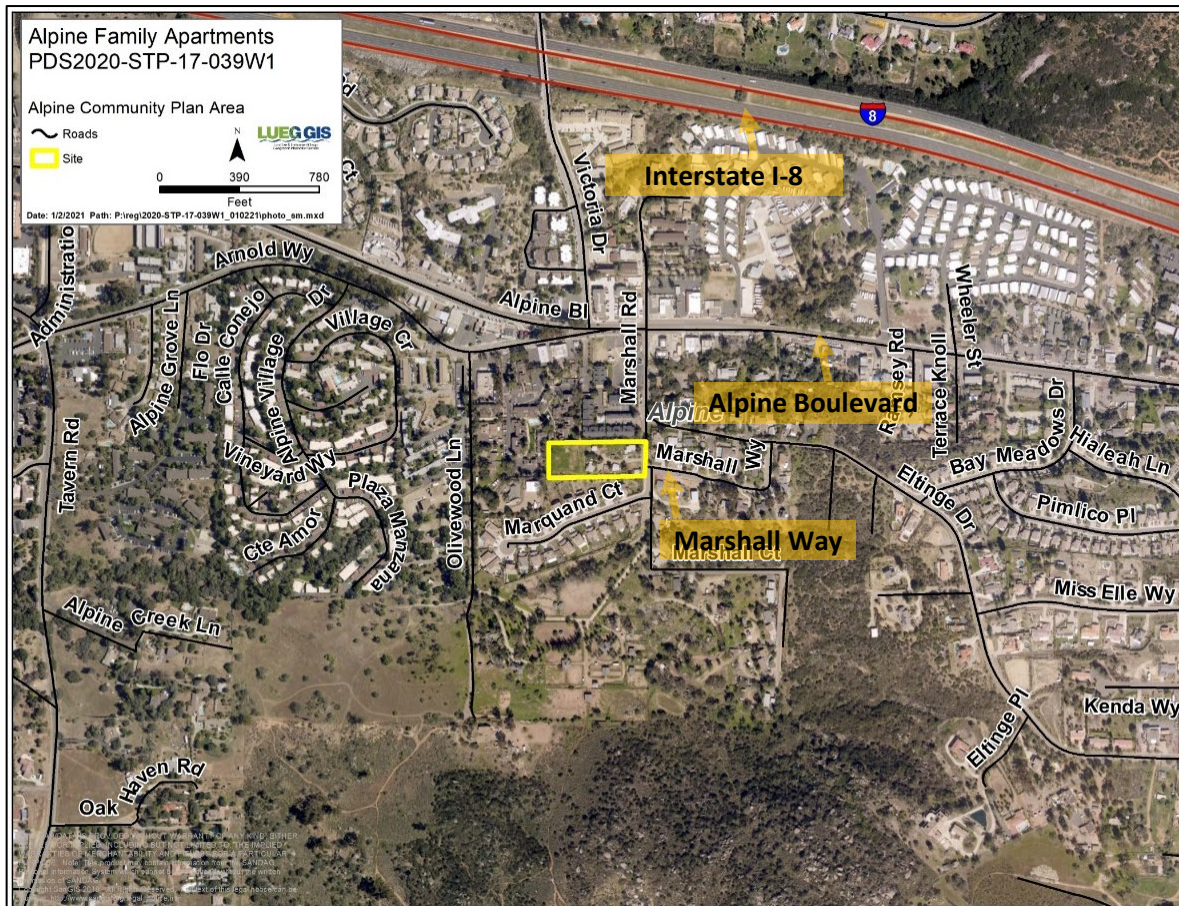 Alpine Family Apartments
PDS2020-STP-17-039W1
Alpine Community Plan Area
Roads
Site
N
LUEG GIS
0 390 780
Feet
Date: 1/2/2021 Path: P:\reg\2020-STP-17-039W1_010221\photo_sm.mxd
8
Interstate I-8
Victoria Dr
Administration
Arnold Wy
Alpine Bl
Marshall Rd
Wheeler St
Alpine Grove Ln
Flo Dr
Calle Conejo
Alpine Village Dr
Village Cr
Ramsey Rd
Terrace Knoll
Alpine Boulevard
Alpine
Bay Meadows Dr
Hialeah Ln
Tavern Rd
Vineyard Wy
Olivewood Ln
Marshall Wy
Eltinge Dr
Pimlico Pl
Plaza Manzana
Marquand Ct
Cte Amor
Marshall Way
Marshall Ct
Miss Elle Wy
Alpine Creek Ln
Eltinge Pl
Kenda Wy
Oak Haven Rd